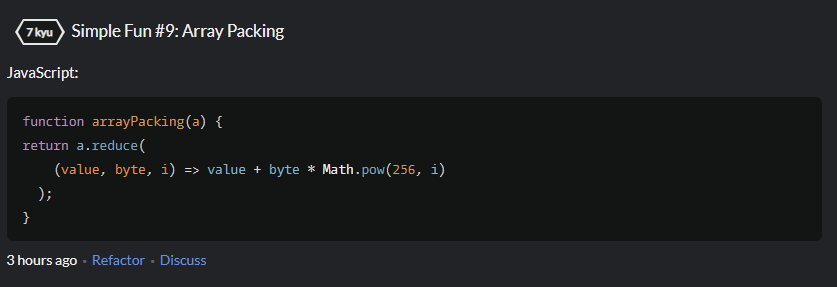 7 kyu Simple Fun #9: Array Packing
JavaScript:
function arrayPacking(a) {
return a.reduce(
    (value, byte, i) => value + byte * Math.pow(256, i)
  );
}
3 hours ago • Refactor • Discuss